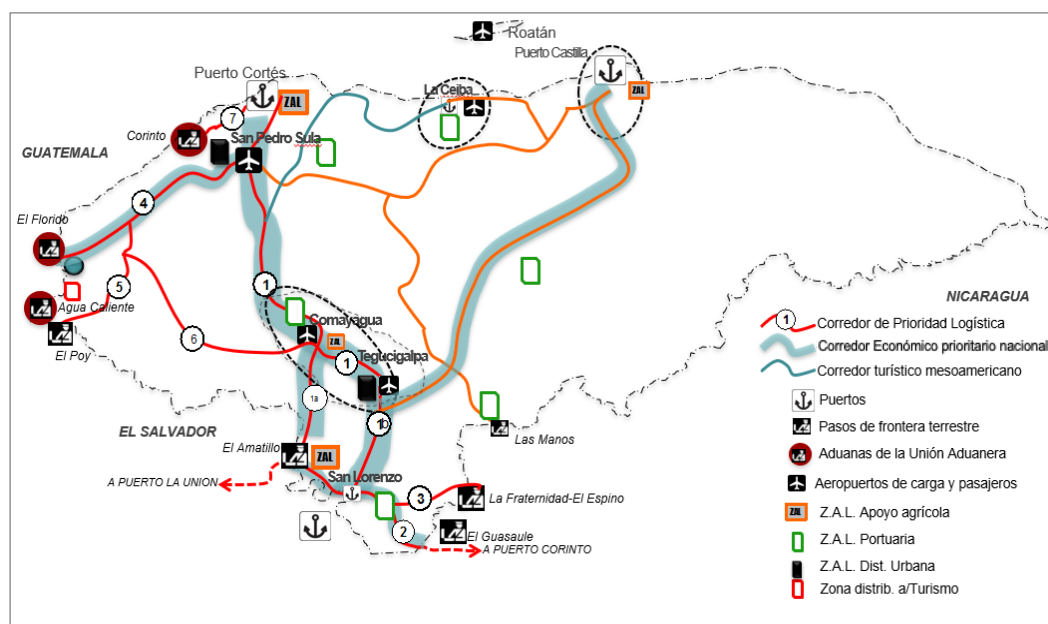 Roatán
Puerto Castilla
Puerto Cortés
La Ceiba
ZAL
ZAL
7
Corinto
San Pedro Sula
GUATEMALA
4
El Florido
5
1
NICARAGUA
Agua Caliente
Comayagua
1 Corredor de Prioridad Logística
El Poy
6
ZAL
Tegucigalpa
1
Corredor Económico prioritario nacional
Corredor turístico mesoamericano
1a
Puertos
10
EL SALVADOR
Las Manos
Pasos de frontera terrestre
El Amatillo
ZAL
Aduanas de la Unión Aduanera
A PUERTO LA UNION
San Lorenzo
Aeropuertos de carga y pasajeros
3
La Fraternidad-El Espino
ZAL Z.A.L. Apoyo agrícola
2
El Guasaule
Z.A.L. Portuaria
A PUERTO CORINTO
Z.A.L. Dist. Urbana
Zona distrib. a/Turismo